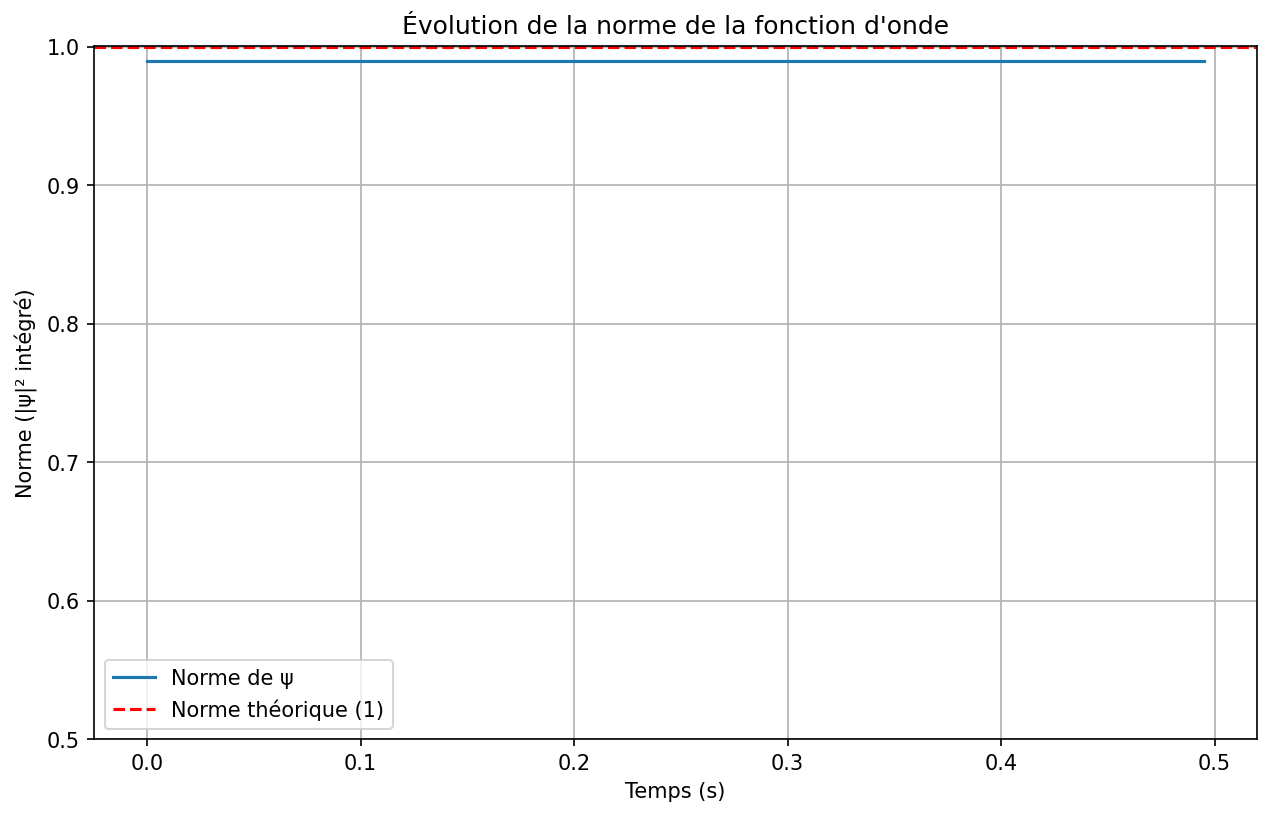 Évolution de la norme de la fonction d'onde
Norme (|ψ|² intégré)
1.0
0.9
0.8
0.7
0.6
0.5
Norme de ψ
Norme théorique (1)
0.0 0.1 0.2 0.3 0.4 0.5
Temps (s)